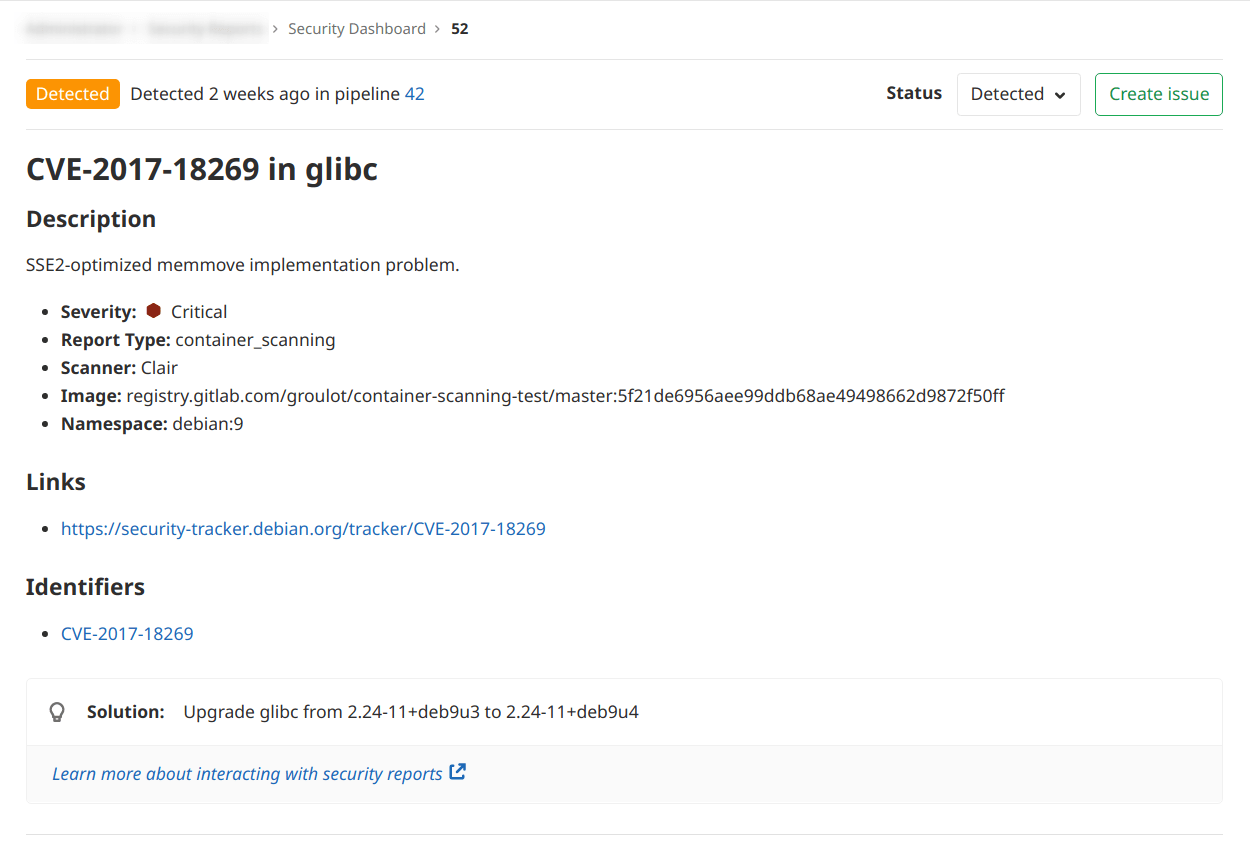 › Security Dashboard › 52
Detected Detected 2 weeks ago in pipeline 42 Status Detected Create issue
CVE-2017-18269 in glibc
Description
SSE2-optimized memmove implementation problem.
• Severity: Critical
• Report Type: container_scanning
• Scanner: Clair
• Image: registry.gitlab.com/groulot/container-scanning-test/master:5f21de6956aee99ddb68ae49498662d9872f50ff
• Namespace: debian:9
Links
• https://security-tracker.debian.org/tracker/CVE-2017-18269
Identifiers
• CVE-2017-18269
Solution: Upgrade glibc from 2.24-11+deb9u3 to 2.24-11+deb9u4
Learn more about interacting with security reports